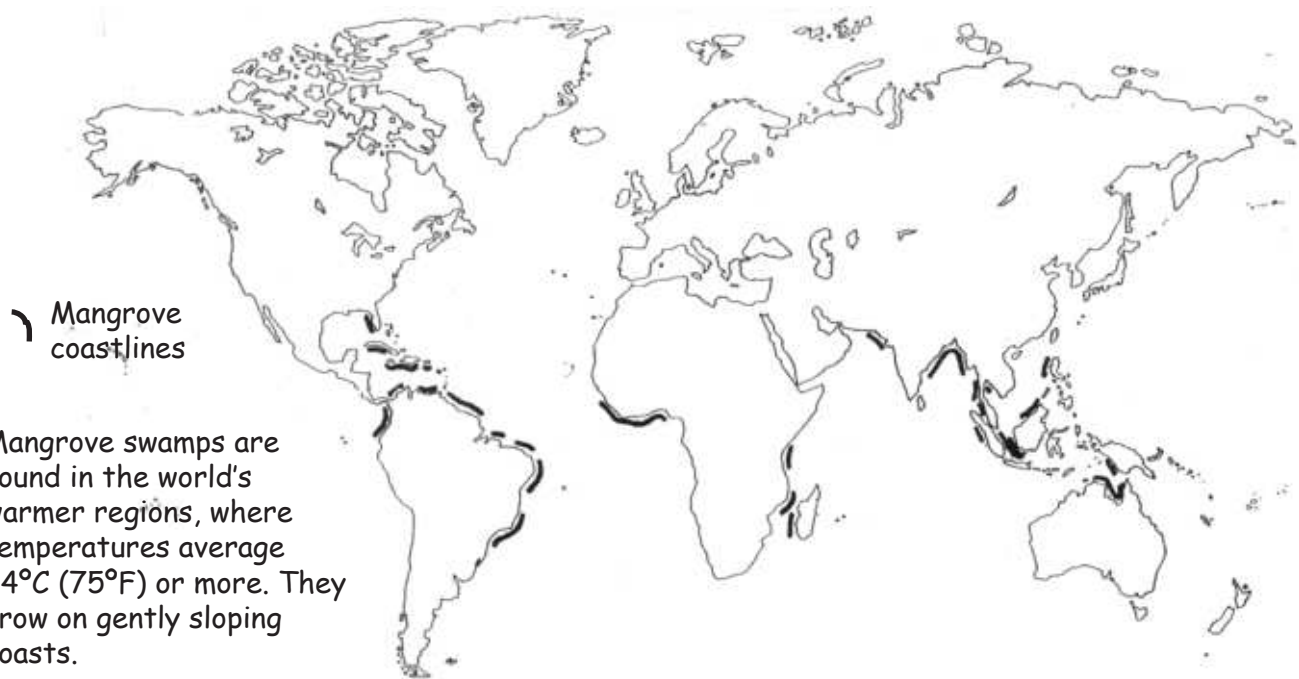 Mangrove
coastlines
Mangrove swamps are
ound in the world's
warmer regions, where
emperatures average
4°C (75°F) or more. They
row on gently sloping
oasts.